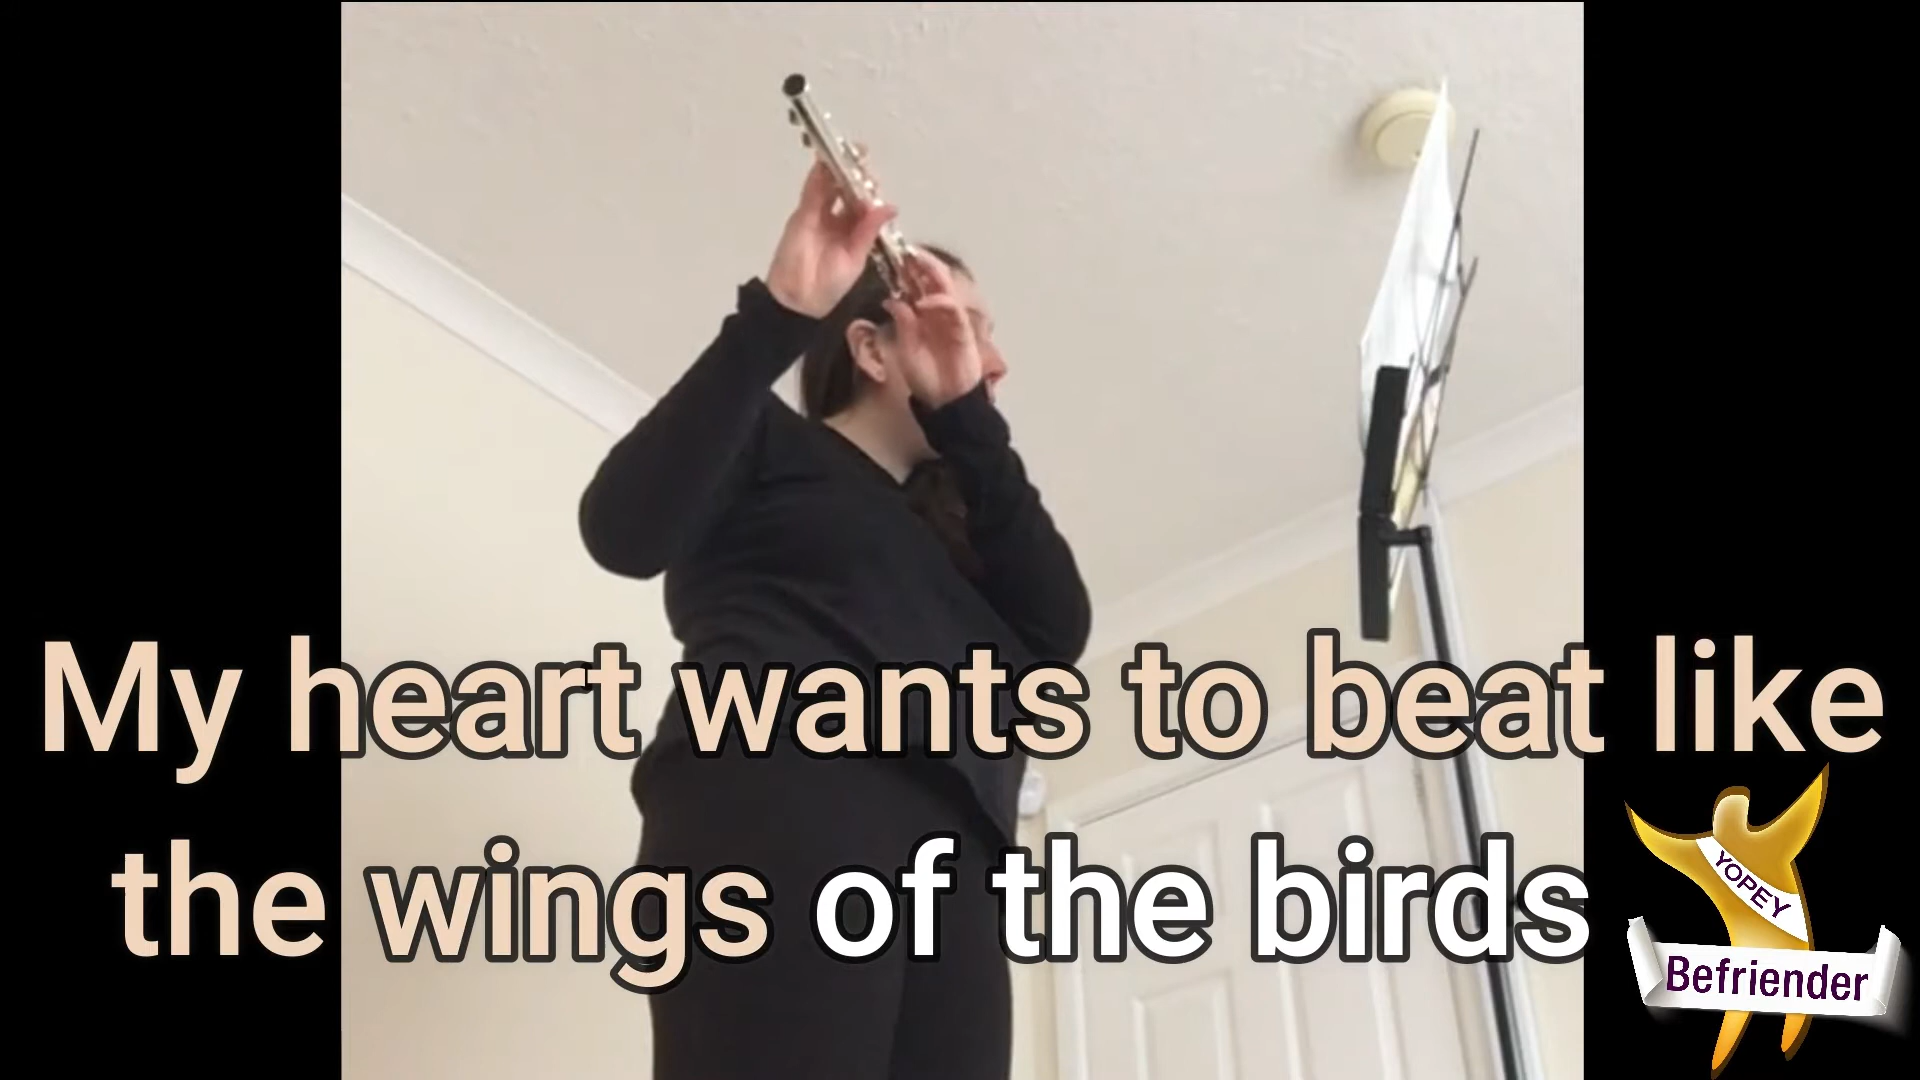 My heart wants to beat like
the wings of the birds
YOPEY
Befriender